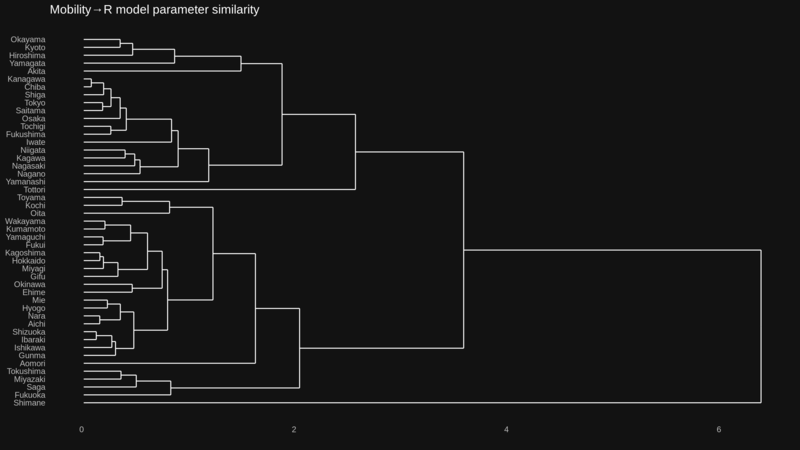 Mobility→R model parameter similarity
Okayama
Kyoto
Hiroshima
Yamagata
Akita
Kanagawa
Chiba
Shiga
Tokyo
Saitama
Osaka
Tochigi
Fukushima
Iwate
Niigata
Kagawa
Nagasaki
Nagano
Yamanashi
Tottori
Toyama
Kochi
Oita
Wakayama
Kumamoto
Yamaguchi
Fukui
Kagoshima
Hokkaido
Miyagi
Gifu
Okinawa
Ehime
Mie
Hyogo
Nara
Aichi
Shizuoka
Ibaraki
Ishikawa
Gunma
Aomori
Tokushima
Miyazaki
Saga
Fukuoka
Shimane
0 2 4 6